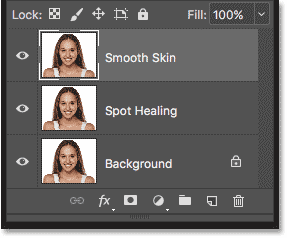 Lock: Fill: 100%
Smooth Skin
Spot Healing
Background
fx